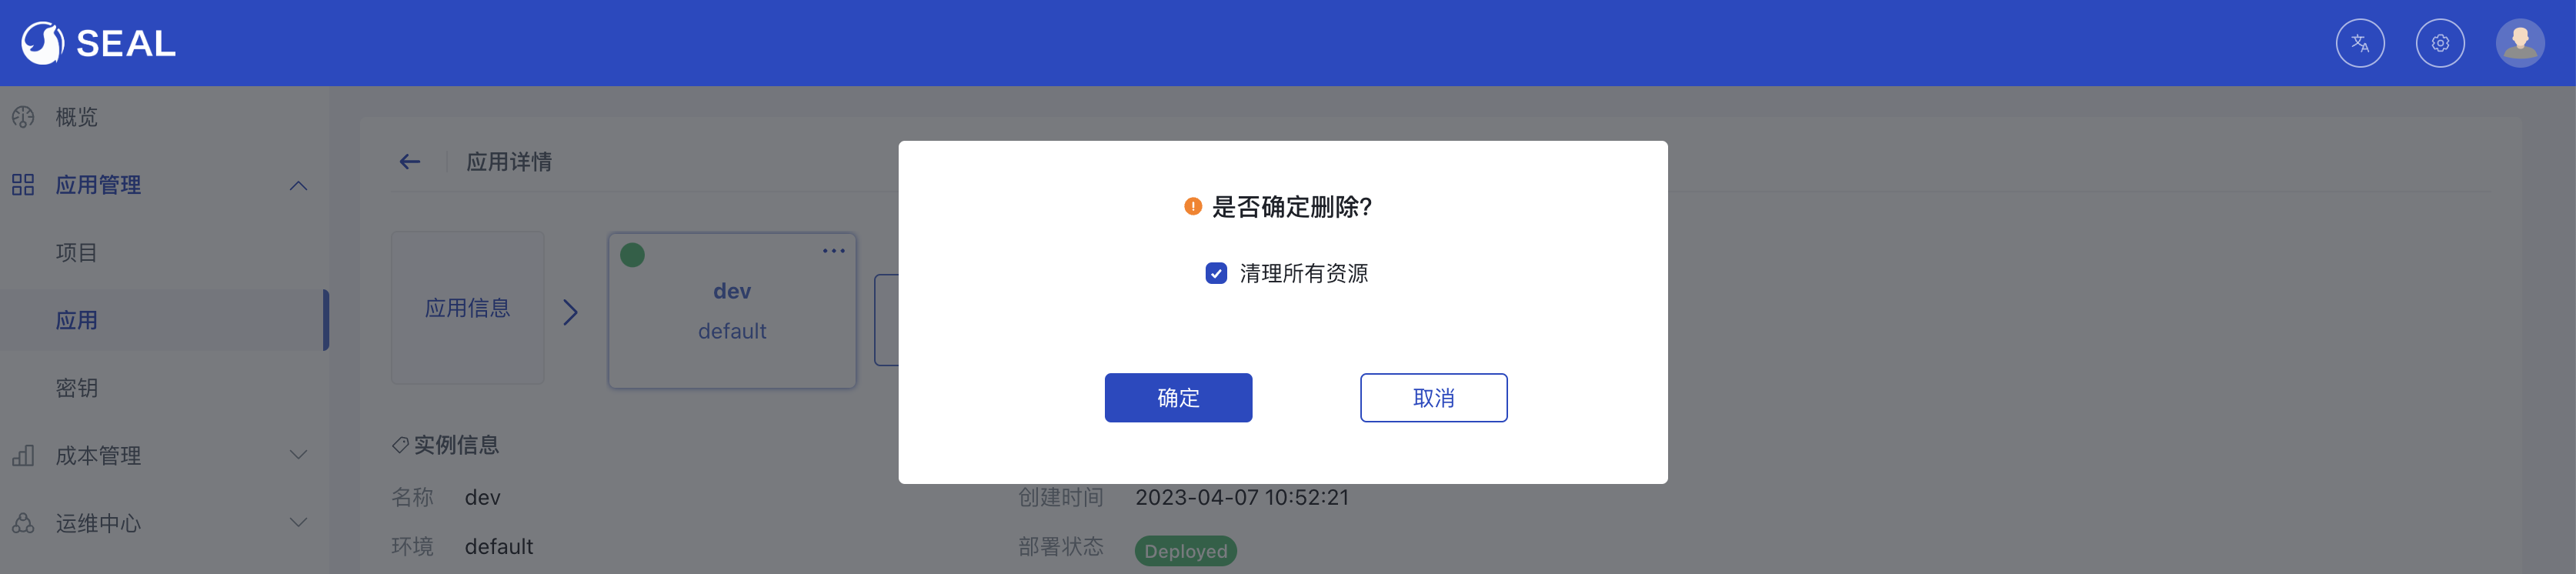 SEAL
概览
应用管理
项目
应用
密钥
成本管理
运维中心
应用详情
应用信息
dev
default
实例信息
名称 dev
创建时间 2023-04-07 10:52:21
环境 default
部署状态 Deployed
是否确定删除?
清理所有资源
确定
取消